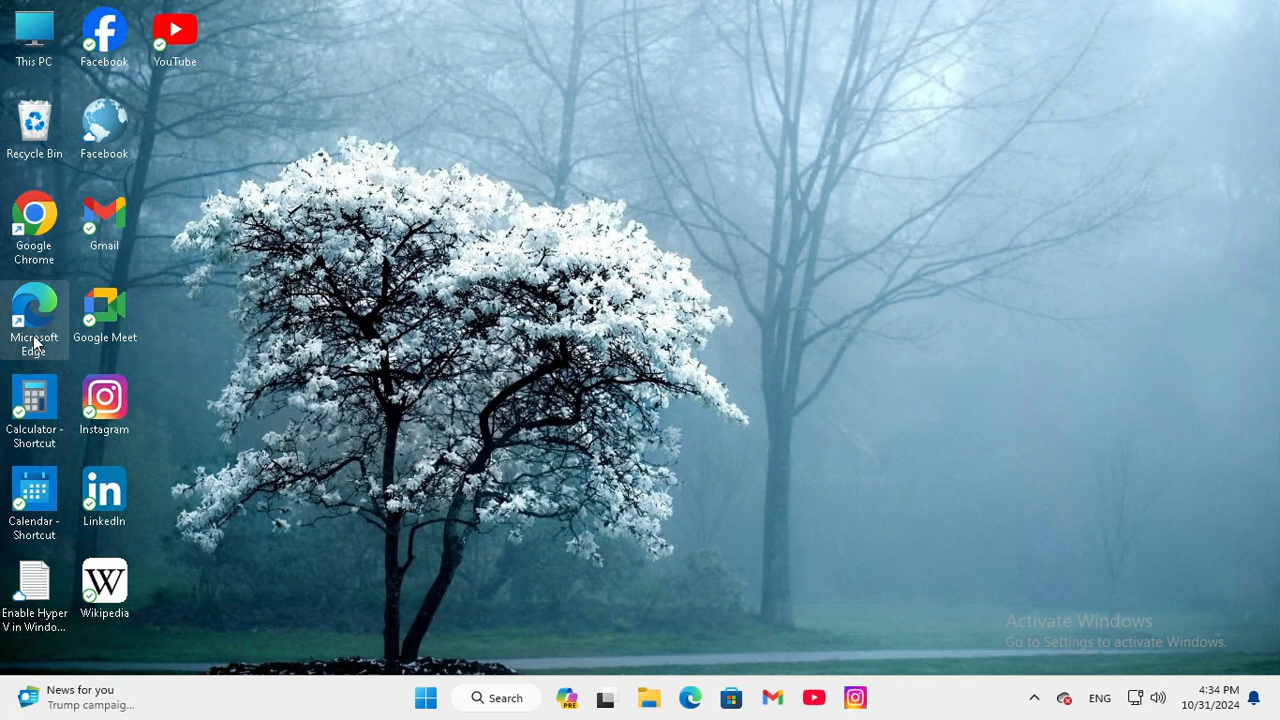 This PC
Facebook
YouTube
Recycle Bin
Facebook
Google
Chrome
Gmail
Microsoft
Edge
Google Meet
Calculator -
Shortcut
Instagram
Calendar -
Shortcut
LinkedIn
Enable Hyper
V in Windo...
Wikipedia
Activate Windows
Go to Settings to activate Windows.
News for you
Trump campaig...
Search
PRE
ENG
4:34 PM
10/31/2024